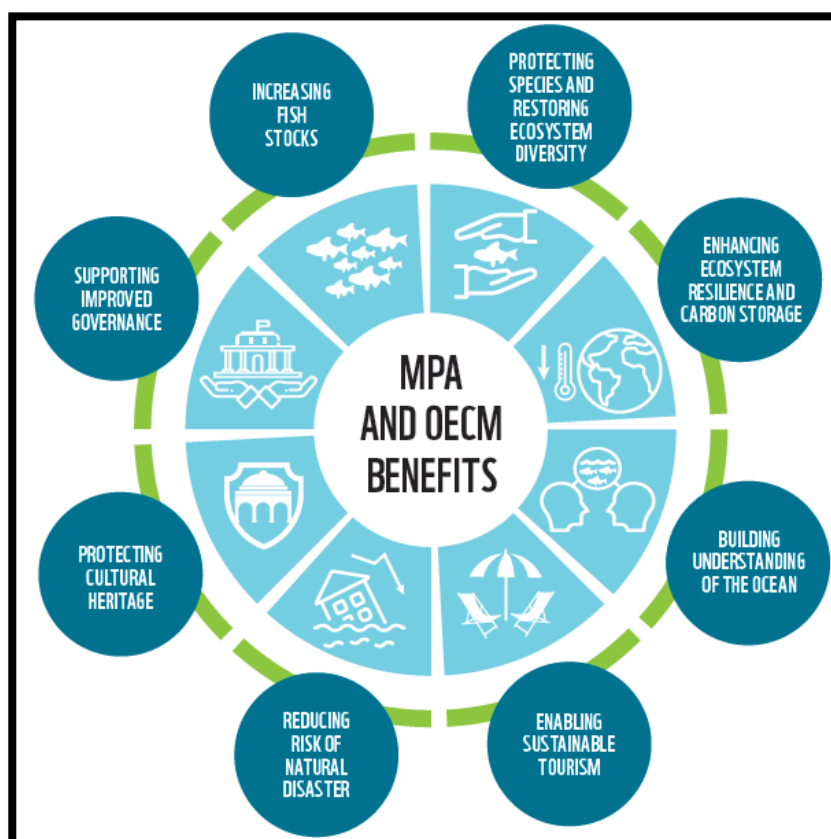 MPA
AND OECM
BENEFITS
PROTECTING
SPECIES AND
RESTORING
ECOSYSTEM
DIVERSITY
ENHANCING
ECOSYSTEM
RESILIENCE AND
CARBON STORAGE
BUILDING
UNDERSTANDING
OF THE OCEAN
ENABLING
SUSTAINABLE
TOURISM
REDUCING
RISK OF
NATURAL
DISASTER
PROTECTING
CULTURAL
HERITAGE
SUPPORTING
IMPROVED
GOVERNANCE
INCREASING
FISH
STOCKS